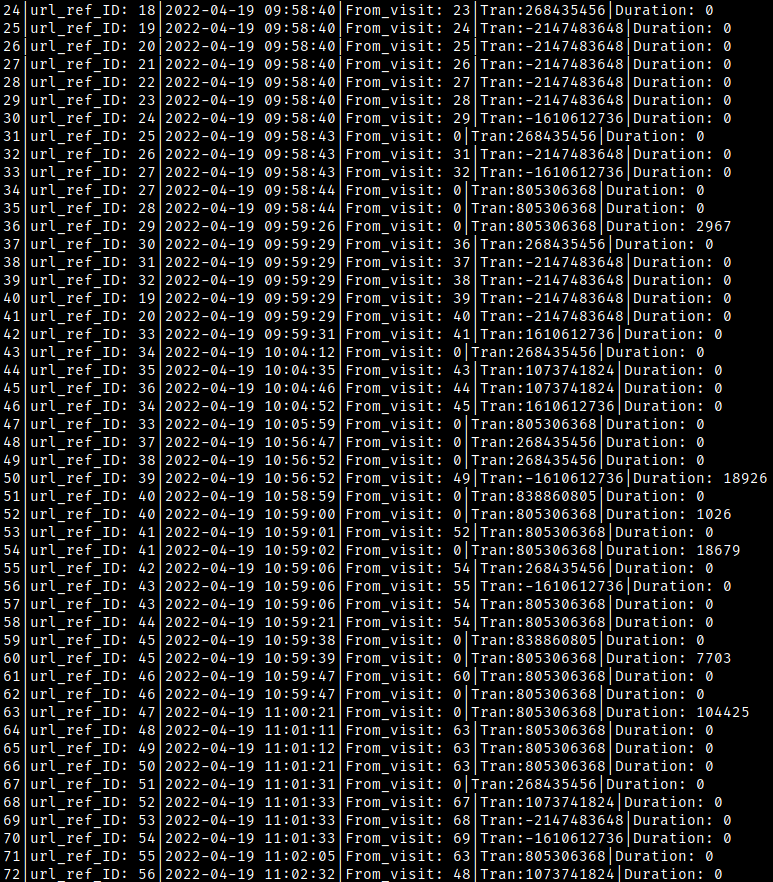 24|url_ref_ID: 18|2022-04-19 09:58:40|From_visit: 23|Tran:268435456|Duration: 0
25|url_ref_ID: 19|2022-04-19 09:58:40|From_visit: 24|Tran:-2147483648|Duration: 0
26|url_ref_ID: 20|2022-04-19 09:58:40|From_visit: 25|Tran:-2147483648|Duration: 0
27|url_ref_ID: 21|2022-04-19 09:58:40|From_visit: 26|Tran:-2147483648|Duration: 0
28|url_ref_ID: 22|2022-04-19 09:58:40|From_visit: 27|Tran:-2147483648|Duration: 0
29|url_ref_ID: 23|2022-04-19 09:58:40|From_visit: 28|Tran:-2147483648|Duration: 0
30|url_ref_ID: 24|2022-04-19 09:58:40|From_visit: 29|Tran:-1610612736|Duration: 0
31|url_ref_ID: 25|2022-04-19 09:58:43|From_visit: 0|Tran:268435456|Duration: 0
32|url_ref_ID: 26|2022-04-19 09:58:43|From_visit: 31|Tran:-2147483648|Duration: 0
33|url_ref_ID: 27|2022-04-19 09:58:43|From_visit: 32|Tran:-1610612736|Duration: 0
34|url_ref_ID: 27|2022-04-19 09:58:44|From_visit: 0|Tran:805306368|Duration: 0
35|url_ref_ID: 28|2022-04-19 09:58:44|From_visit: 0|Tran:805306368|Duration: 0
36|url_ref_ID: 29|2022-04-19 09:59:26|From_visit: 0|Tran:805306368|Duration: 2967
37|url_ref_ID: 30|2022-04-19 09:59:29|From_visit: 36|Tran:268435456|Duration: 0
38|url_ref_ID: 31|2022-04-19 09:59:29|From_visit: 37|Tran:-2147483648|Duration: 0
39|url_ref_ID: 32|2022-04-19 09:59:29|From_visit: 38|Tran:-2147483648|Duration: 0
40|url_ref_ID: 19|2022-04-19 09:59:29|From_visit: 39|Tran:-2147483648|Duration: 0
41|url_ref_ID: 20|2022-04-19 09:59:29|From_visit: 40|Tran:-2147483648|Duration: 0
42|url_ref_ID: 33|2022-04-19 09:59:31|From_visit: 41|Tran:1610612736|Duration: 0
43|url_ref_ID: 34|2022-04-19 10:04:12|From_visit: 0|Tran:268435456|Duration: 0
44|url_ref_ID: 35|2022-04-19 10:04:35|From_visit: 43|Tran:1073741824|Duration: 0
45|url_ref_ID: 36|2022-04-19 10:04:46|From_visit: 44|Tran:1073741824|Duration: 0
46|url_ref_ID: 34|2022-04-19 10:04:52|From_visit: 45|Tran:1610612736|Duration: 0
47|url_ref_ID: 33|2022-04-19 10:05:59|From_visit: 0|Tran:805306368|Duration: 0
48|url_ref_ID: 37|2022-04-19 10:56:47|From_visit: 0|Tran:268435456|Duration: 0
49|url_ref_ID: 38|2022-04-19 10:56:52|From_visit: 0|Tran:268435456|Duration: 0
50|url_ref_ID: 39|2022-04-19 10:56:52|From_visit: 49|Tran:-1610612736|Duration: 18926
51|url_ref_ID: 40|2022-04-19 10:58:59|From_visit: 0|Tran:838860805|Duration: 0
52|url_ref_ID: 40|2022-04-19 10:59:00|From_visit: 0|Tran:805306368|Duration: 1026
53|url_ref_ID: 41|2022-04-19 10:59:01|From_visit: 52|Tran:805306368|Duration: 0
54|url_ref_ID: 41|2022-04-19 10:59:02|From_visit: 0|Tran:805306368|Duration: 18679
55|url_ref_ID: 42|2022-04-19 10:59:06|From_visit: 54|Tran:268435456|Duration: 0
56|url_ref_ID: 43|2022-04-19 10:59:06|From_visit: 55|Tran:-1610612736|Duration: 0
57|url_ref_ID: 43|2022-04-19 10:59:06|From_visit: 54|Tran:805306368|Duration: 0
58|url_ref_ID: 44|2022-04-19 10:59:21|From_visit: 54|Tran:805306368|Duration: 0
59|url_ref_ID: 45|2022-04-19 10:59:38|From_visit: 0|Tran:838860805|Duration: 0
60|url_ref_ID: 45|2022-04-19 10:59:39|From_visit: 0|Tran:805306368|Duration: 7703
61|url_ref_ID: 46|2022-04-19 10:59:47|From_visit: 60|Tran:805306368|Duration: 0
62|url_ref_ID: 46|2022-04-19 10:59:47|From_visit: 0|Tran:805306368|Duration: 0
63|url_ref_ID: 47|2022-04-19 11:00:21|From_visit: 0|Tran:805306368|Duration: 104425
64|url_ref_ID: 48|2022-04-19 11:01:11|From_visit: 63|Tran:805306368|Duration: 0
65|url_ref_ID: 49|2022-04-19 11:01:12|From_visit: 63|Tran:805306368|Duration: 0
66|url_ref_ID: 50|2022-04-19 11:01:21|From_visit: 63|Tran:805306368|Duration: 0
67|url_ref_ID: 51|2022-04-19 11:01:31|From_visit: 0|Tran:268435456|Duration: 0
68|url_ref_ID: 52|2022-04-19 11:01:33|From_visit: 67|Tran:1073741824|Duration: 0
69|url_ref_ID: 53|2022-04-19 11:01:33|From_visit: 68|Tran:-2147483648|Duration: 0
70|url_ref_ID: 54|2022-04-19 11:01:33|From_visit: 69|Tran:-1610612736|Duration: 0
71|url_ref_ID: 55|2022-04-19 11:02:05|From_visit: 63|Tran:805306368|Duration: 0
72|url_ref_ID: 56|2022-04-19 11:02:32|From_visit: 48|Tran:1073741824|Duration: 0